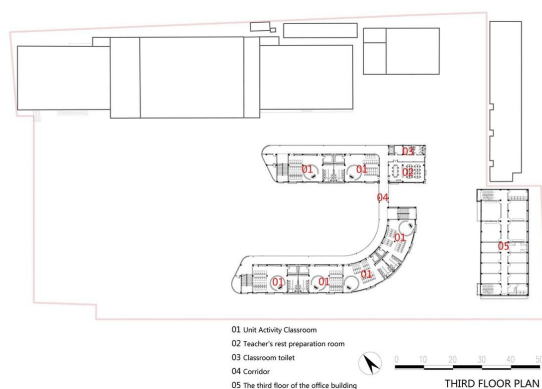 03
01 01 02
04
01
05
01
01 01
01 Unit Activity Classroom
02 Teacher's rest preparation room
03 Classroom toilet
04 Corridor
05 The third floor of the office building
0 10 20 30 40 50
THIRD FLOOR PLAN